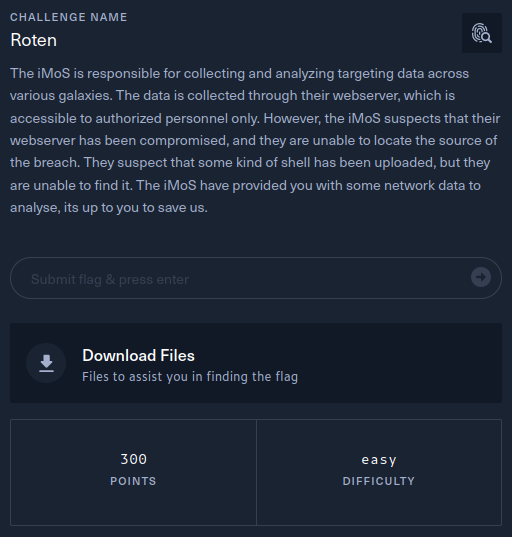 CHALLENGE NAME
Roten
The iMoS is responsible for collecting and analyzing targeting data across
various galaxies. The data is collected through their webserver, which is
accessible to authorized personnel only. However, the iMoS suspects that their
webserver has been compromised, and they are unable to locate the source of
the breach. They suspect that some kind of shell has been uploaded, but they
are unable to find it. The iMoS have provided you with some network data to
analyse, its up to you to save us.
Submit flag & press enter
Download Files
Files to assist you in finding the flag
300
POINTS
easy
DIFFICULTY